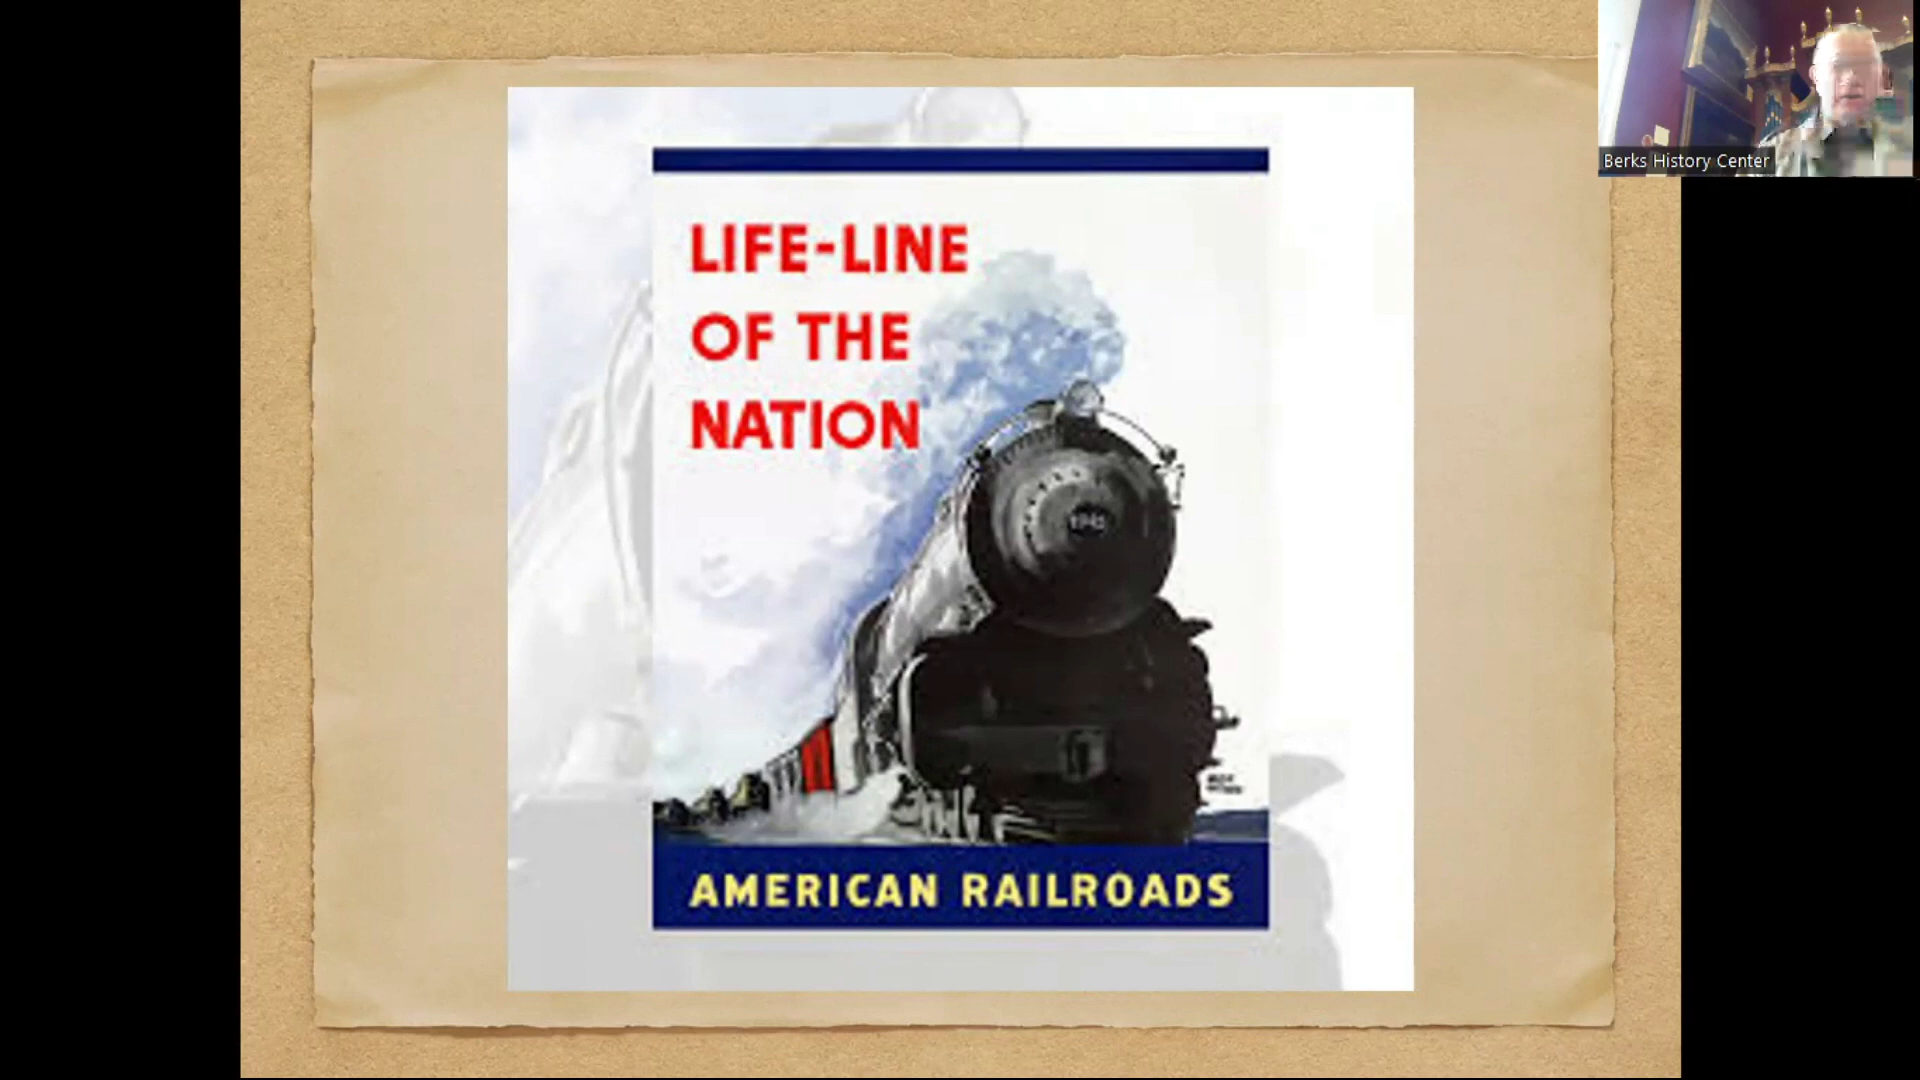 LIFE-LINE
OF THE
NATION
AMERICAN RAILROADS
Berks History Center